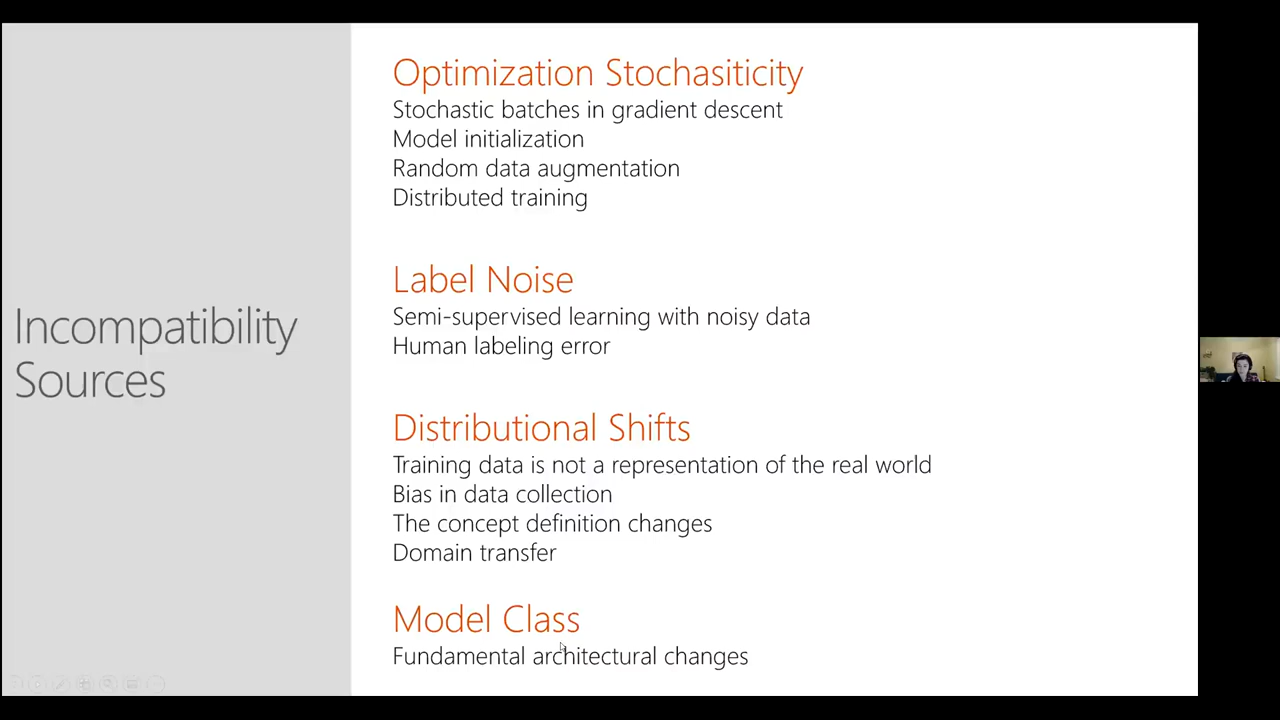 Incompatibility
Sources
Optimization Stochasiticity
Stochastic batches in gradient descent
Model initialization
Random data augmentation
Distributed training
Label Noise
Semi-supervised learning with noisy data
Human labeling error
Distributional Shifts
Training data is not a representation of the real world
Bias in data collection
The concept definition changes
Domain transfer
Model Class
Fundamental architectural changes